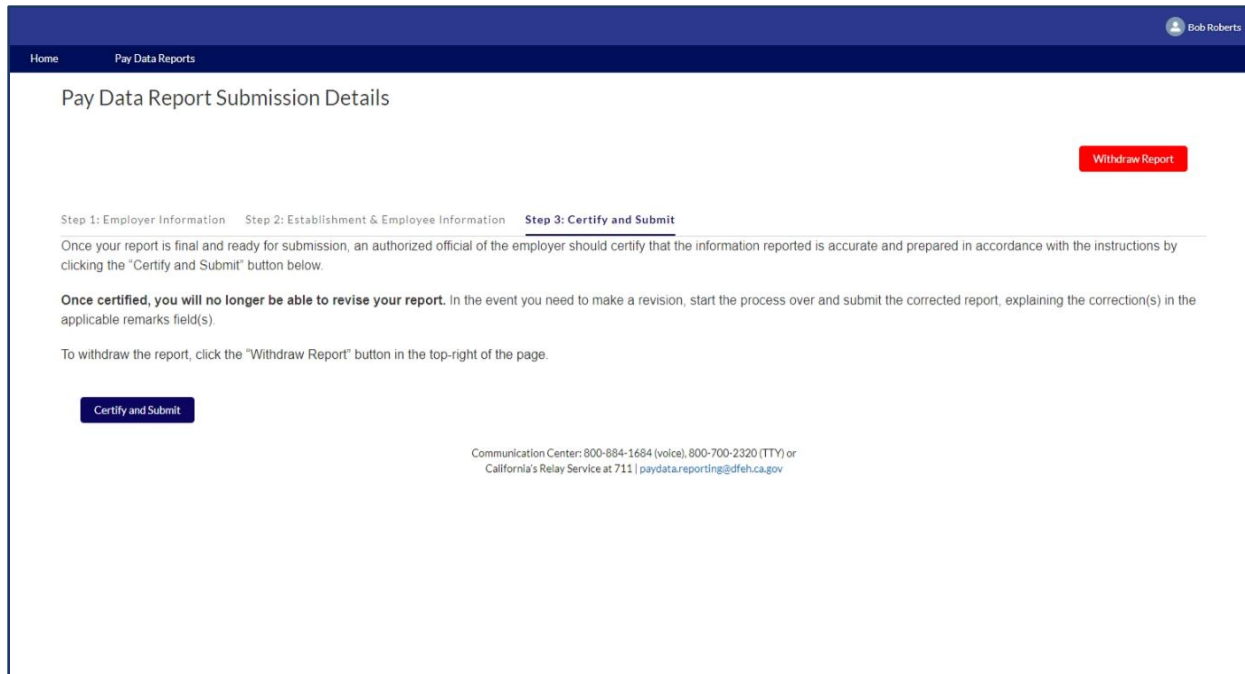 Bob Roberts
Home Pay Data Reports
Pay Data Report Submission Details
Withdraw Report
Step 1: Employer Information Step 2: Establishment & Employee Information Step 3: Certify and Submit
Once your report is final and ready for submission, an authorized official of the employer should certify that the information reported is accurate and prepared in accordance with the instructions by
clicking the “Certify and Submit” button below.
Once certified, you will no longer be able to revise your report. In the event you need to make a revision, start the process over and submit the corrected report, explaining the correction(s) in the
applicable remarks field(s).
To withdraw the report, click the “Withdraw Report” button in the top-right of the page.
Certify and Submit
Communication Center: 800-884-1684 (voice), 800-700-2320 (TTY) or
California's Relay Service at 711 | paydata.reporting@dfeh.ca.gov